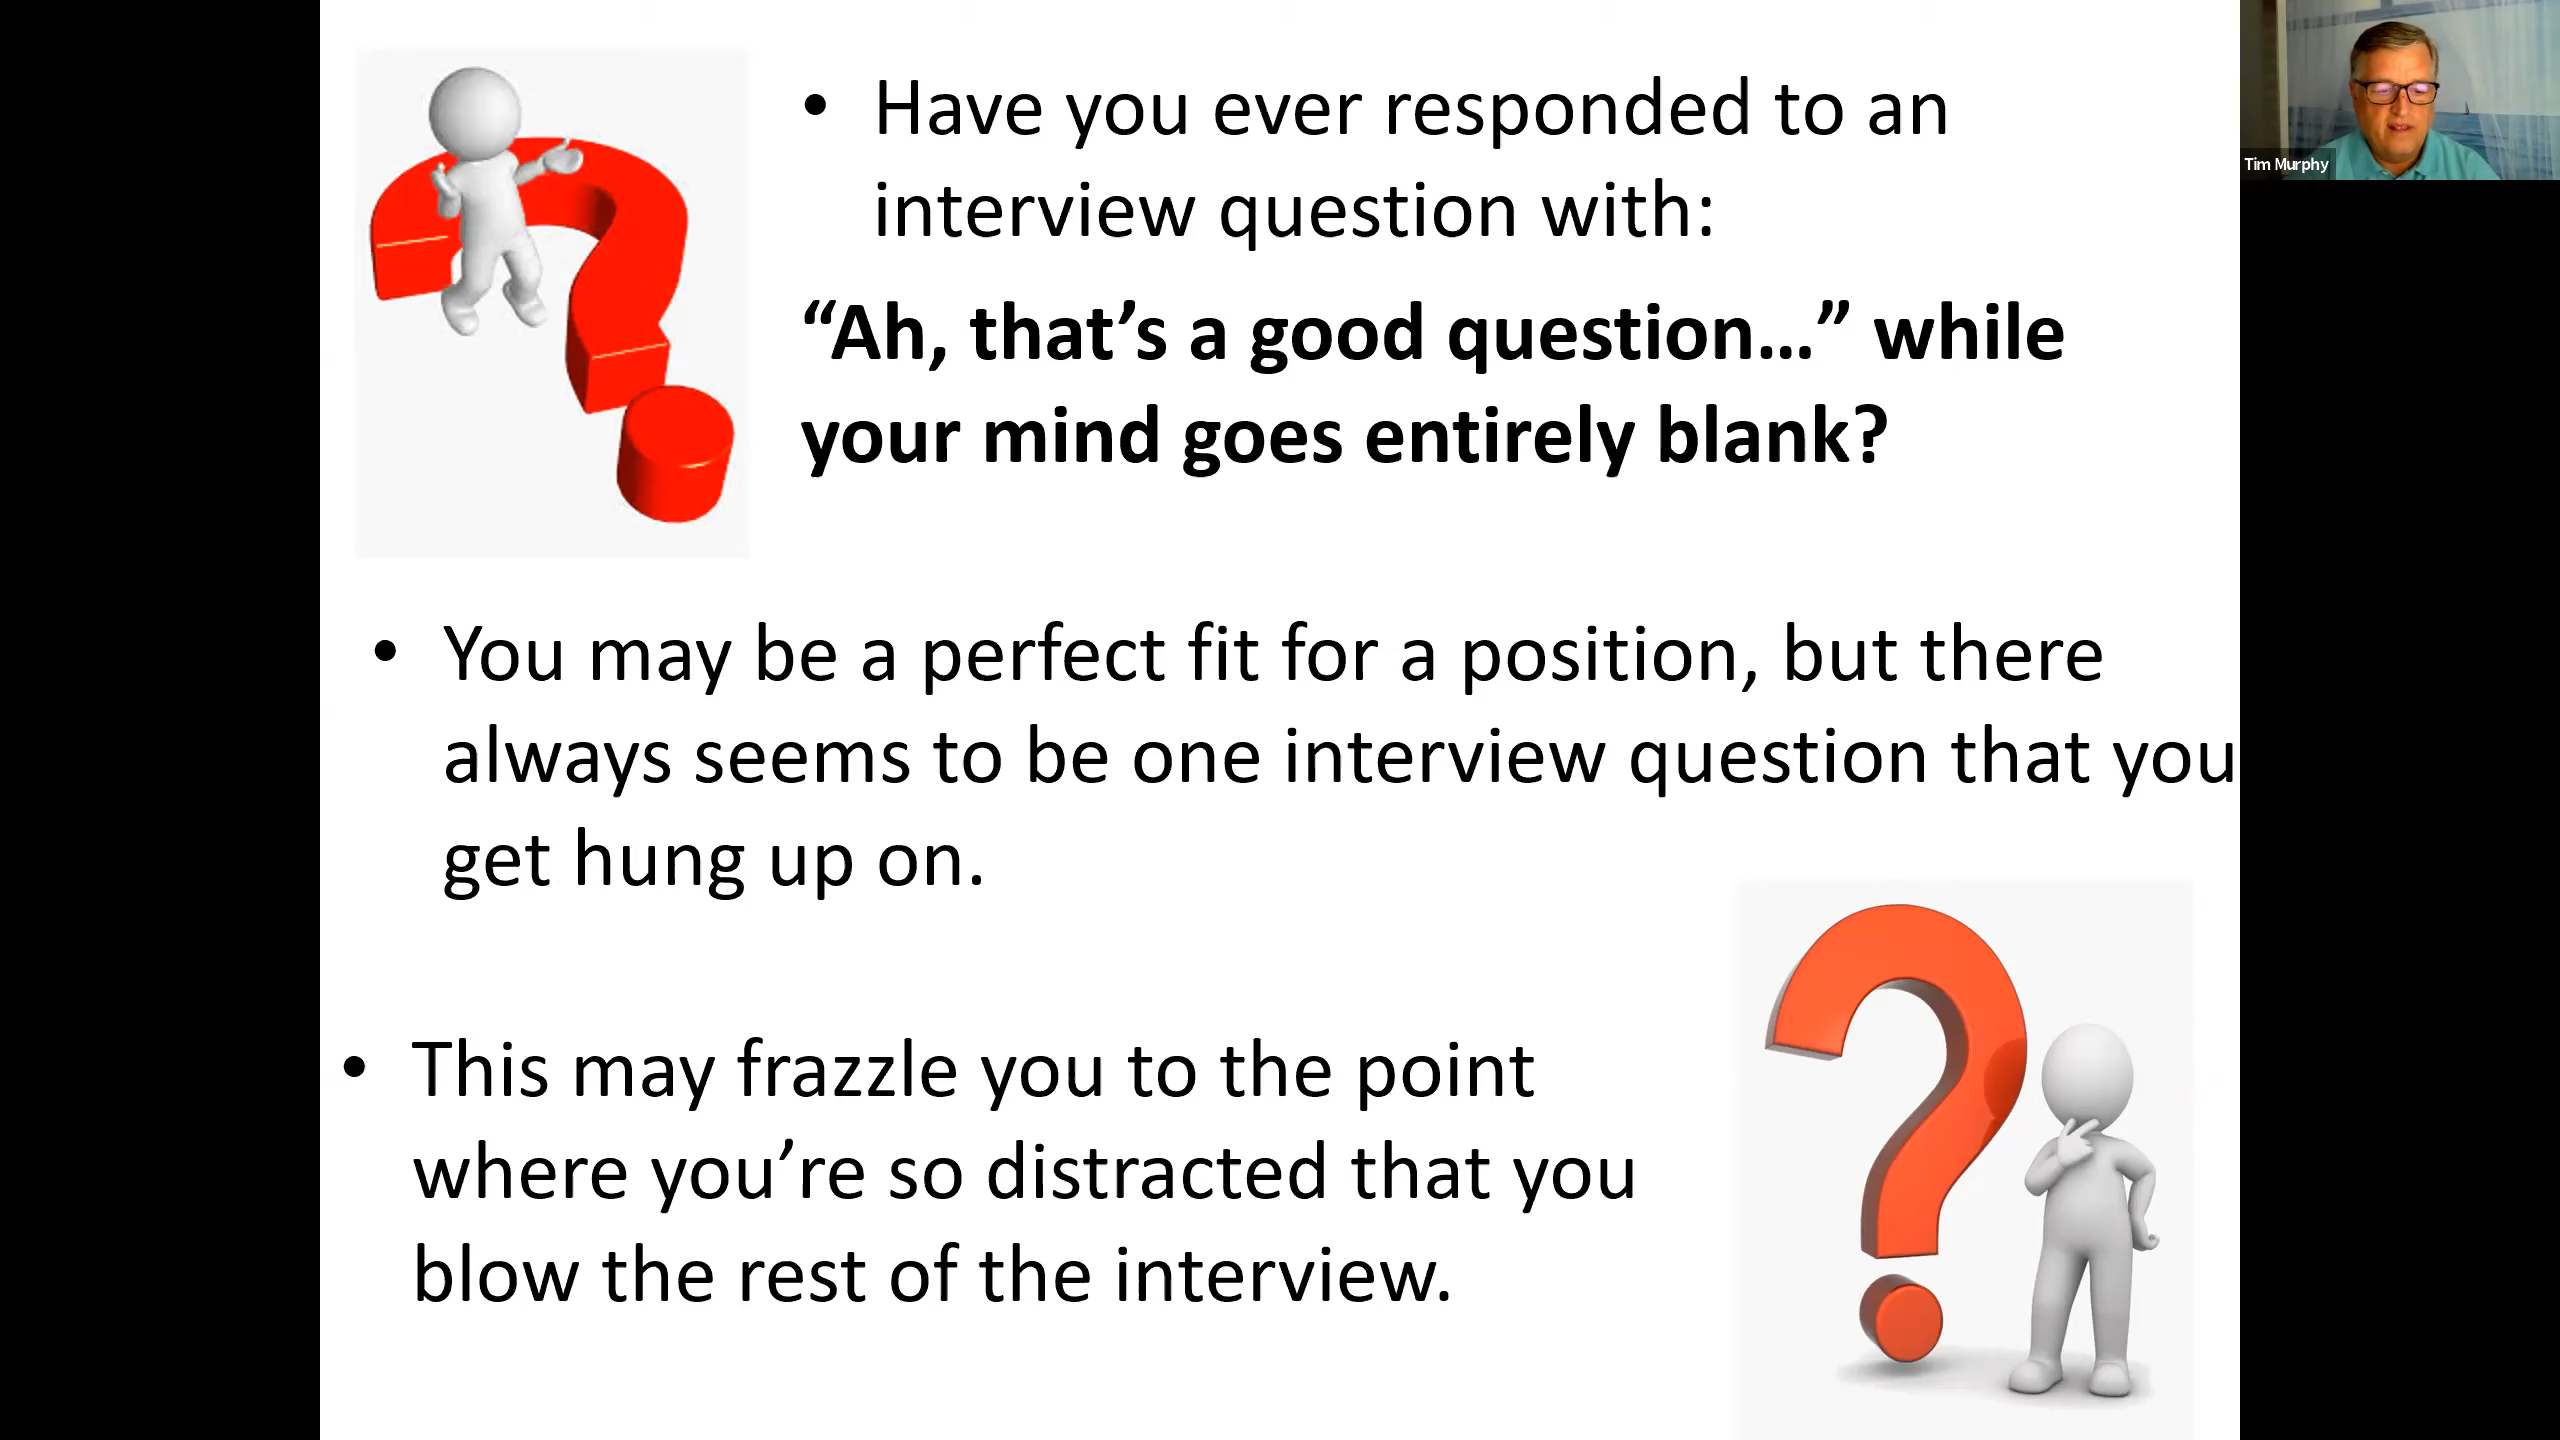 • Have you ever responded to an
interview question with:
“Ah, that’s a good question…” while
your mind goes entirely blank?
• You may be a perfect fit for a position, but there
always seems to be one interview question that you
get hung up on.
• This may frazzle you to the point
where you’re so distracted that you
blow the rest of the interview.
Tim Murphy